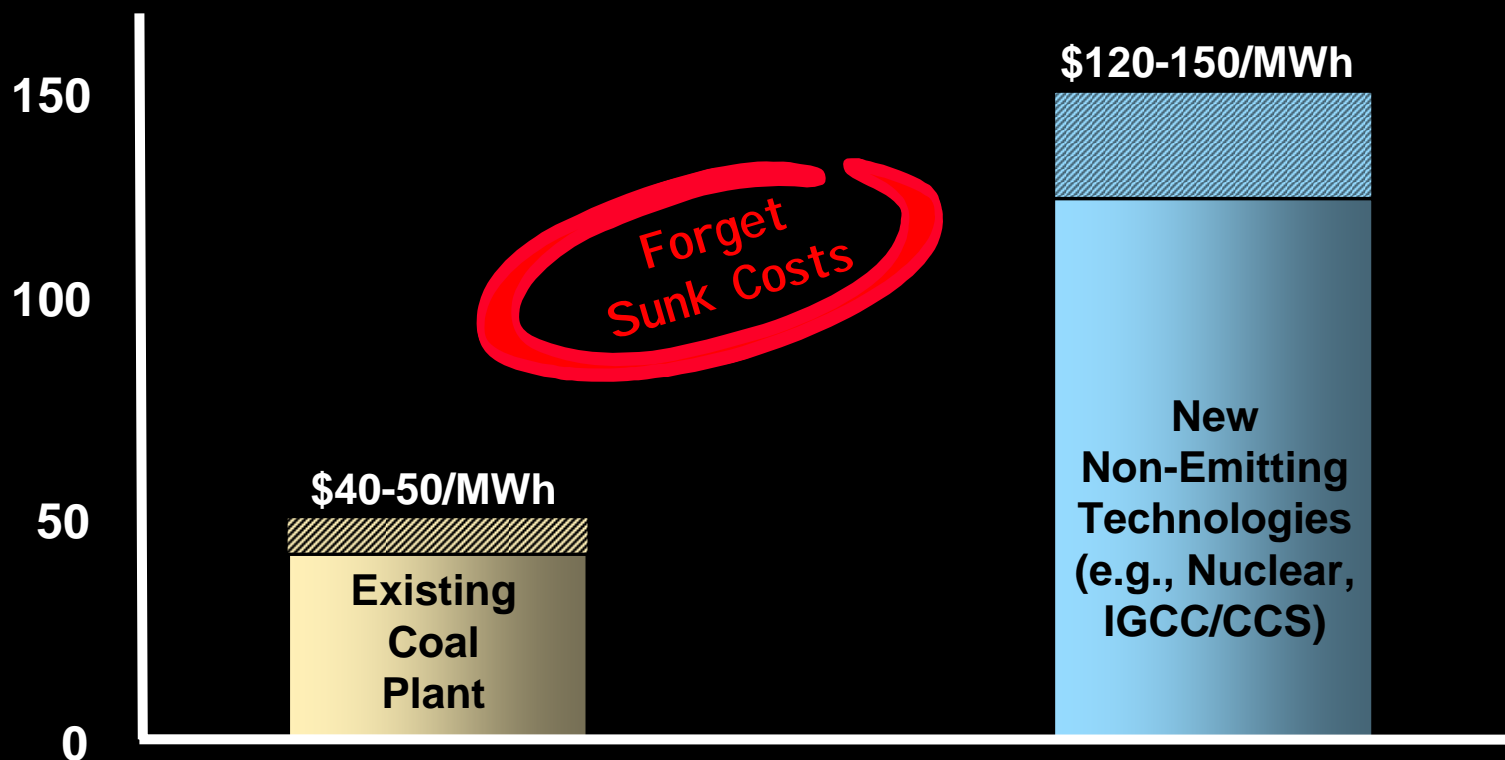 $120-150/MWh
150
Forget
Sunk Costs
100
New
Non-Emitting
Technologies
(e.g., Nuclear,
IGCC/CCS)
$40-50/MWh
50
Existing
Coal
Plant
0